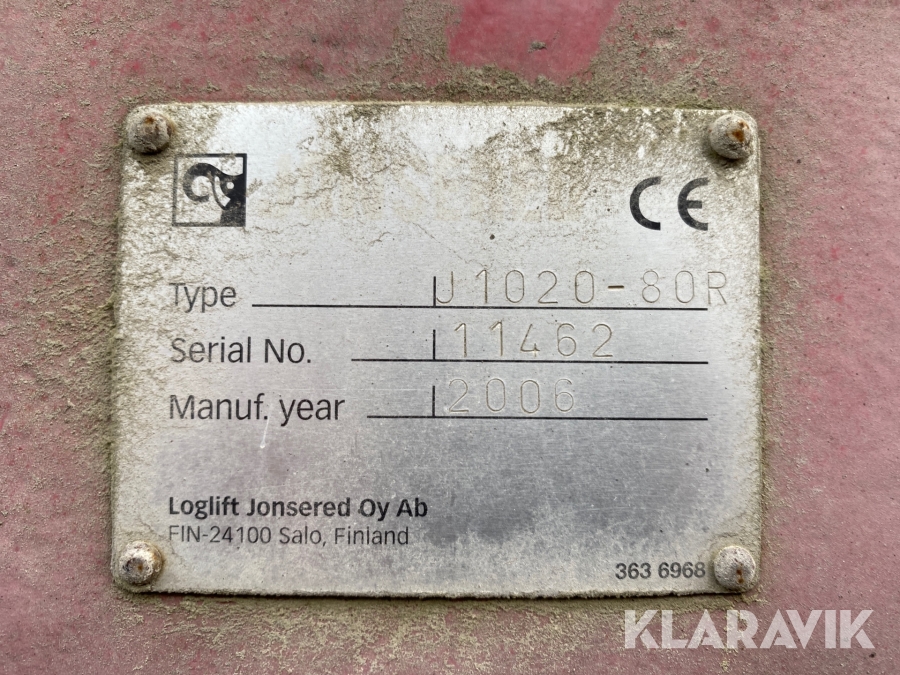 CE
Type J1020-80R
Serial No. 11462
Manuf. year 2006
Loglift Jonsered Oy Ab
FIN-24100 Salo, Finland
363 6968
KLARAVIK